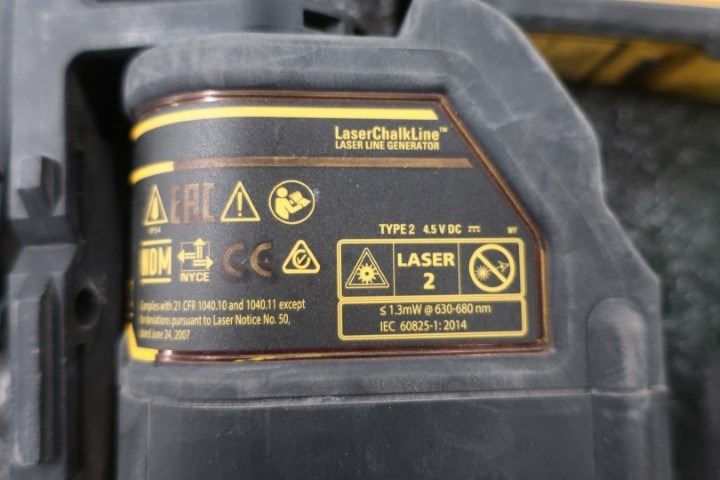 LaserChalkLine™
LASER LINE GENERATOR
EAC
IP54
TYPE 2 4.5 V DC
WY
NOM
NYCE
CE
LASER
2
Complies with 21 CFR 1040.10 and 1040.11 except
for deviations pursuant to Laser Notice No. 50,
dated June 24, 2007
≤ 1.3mW @ 630-680 nm
IEC 60825-1: 2014